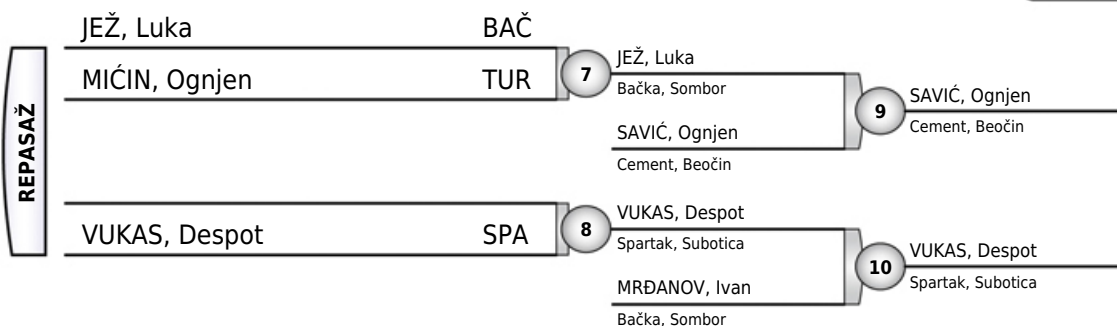 REPASAŽ
JEŽ, Luka BAČ
MIĆIN, Ognjen TUR
7
VUKAS, Despot SPA
8
JEŽ, Luka
Bačka, Sombor
SAVIĆ, Ognjen
Cement, Beočin
9
VUKAS, Despot
Spartak, Subotica
MRĐANOV, Ivan
Bačka, Sombor
10
SAVIĆ, Ognjen
Cement, Beočin
VUKAS, Despot
Spartak, Subotica